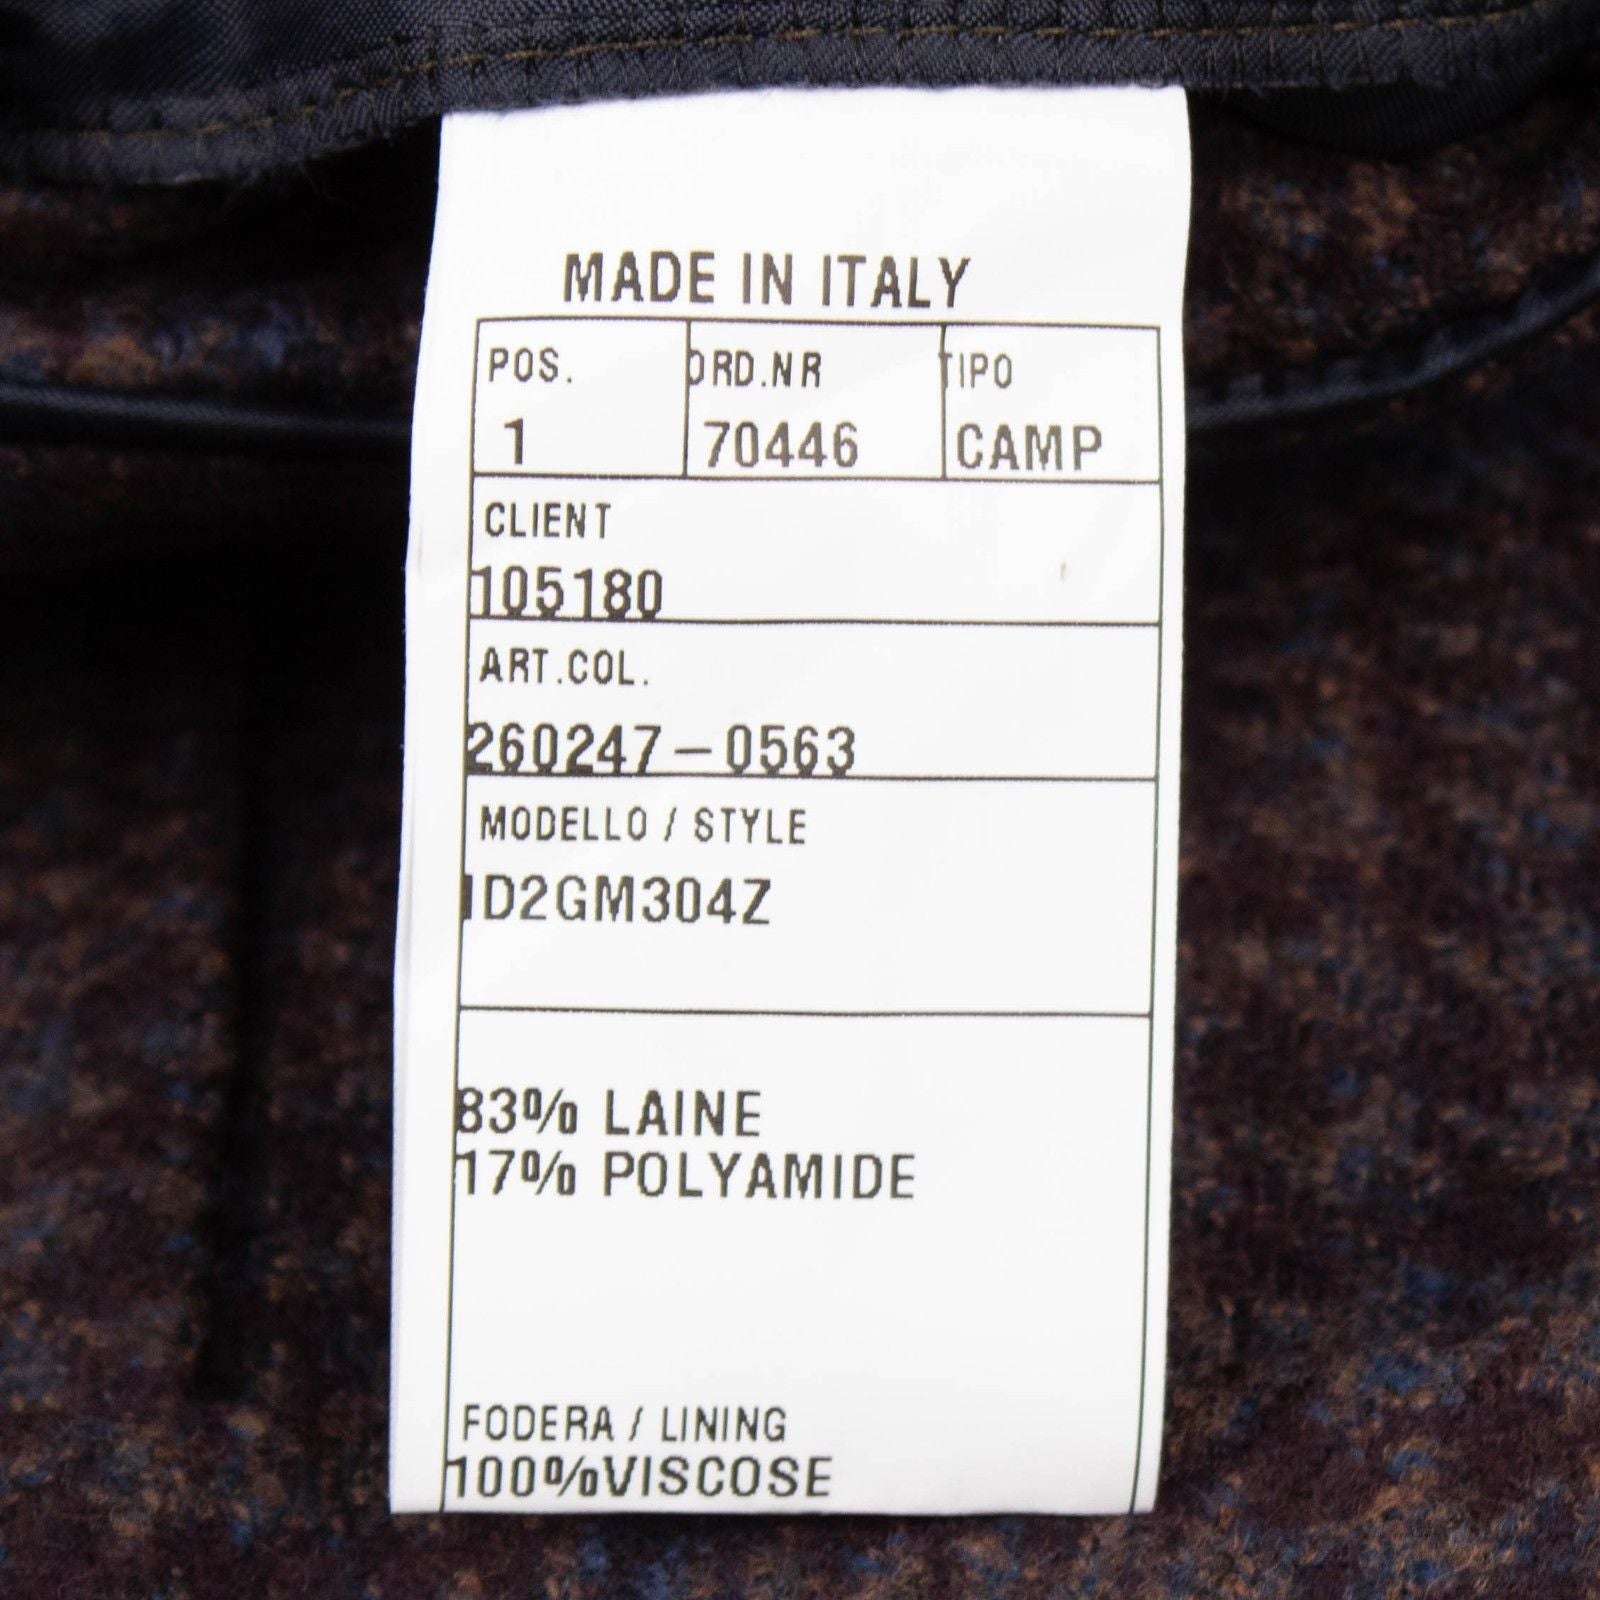 MADE IN ITALY
POS. ORD.NR TIPO
1 70446 CAMP
CLIENT
105180
ART.COL.
260247-0563
MODELLO / STYLE
1D2GM304Z
83% LAINE
17% POLYAMIDE
FODERA / LINING
100%VISCOSE